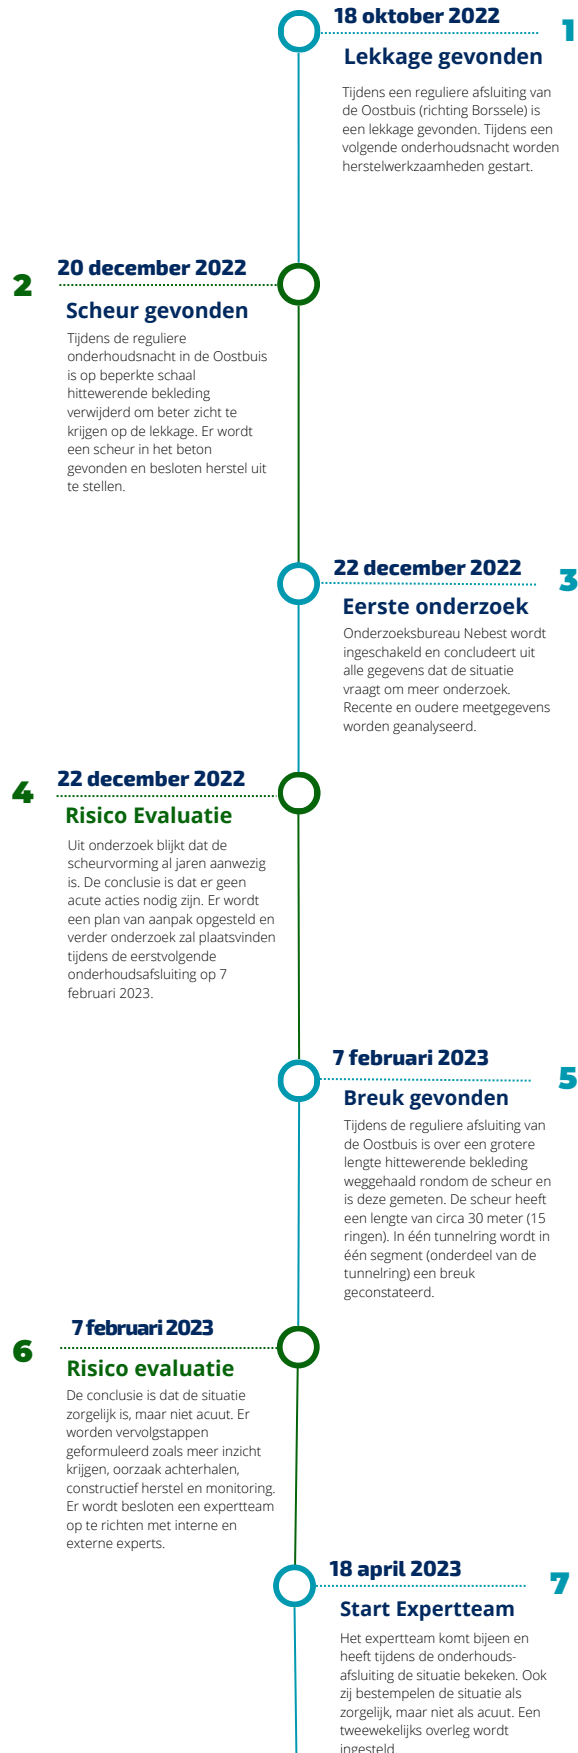 18 oktober 2022
1
Lekkage gevonden
Tijdens een reguliere afsluiting van
de Oostbuis (richting Borssele) is
een lekkage gevonden. Tijdens een
volgende onderhoudsnacht worden
herstelwerkzaamheden gestart.
20 december 2022
2
Scheur gevonden
Tijdens de reguliere
onderhoudsnacht in de Oostbuis
is op beperkte schaal
hittewerende bekleding
verwijderd om beter zicht te
krijgen op de lekkage. Er wordt
een scheur in het beton
gevonden en besloten herstel uit
te stellen.
22 december 2022
3
Eerste onderzoek
Onderzoeksbureau Nebest wordt
ingeschakeld en concludeert uit
alle gegevens dat de situatie
vraagt om meer onderzoek.
Recente en oudere meetgegevens
worden geanalyseerd.
22 december 2022
4
Risico Evaluatie
Uit onderzoek blijkt dat de
scheurvorming al jaren aanwezig
is. De conclusie is dat er geen
acute acties nodig zijn. Er wordt
een plan van aanpak opgesteld en
verder onderzoek zal plaatsvinden
tijdens de eerstvolgende
onderhoudsafsluiting op 7
februari 2023.
7 februari 2023
5
Breuk gevonden
Tijdens de reguliere afsluiting van
de Oostbuis is over een grotere
lengte hittewerende bekleding
weggehaald rondom de scheur en
is deze gemeten. De scheur heeft
een lengte van circa 30 meter (15
ringen). In één tunnelring wordt in
één segment (onderdeel van de
tunnelring) een breuk
geconstateerd.
7 februari 2023
6
Risico evaluatie
De conclusie is dat de situatie
zorgelijk is, maar niet acuut. Er
worden vervolgstappen
geformuleerd zoals meer inzicht
krijgen, oorzaak achterhalen,
constructief herstel en monitoring.
Er wordt besloten een expertteam
op te richten met interne en
externe experts.
18 april 2023
7
Start Expertteam
Het expertteam komt bijeen en
heeft tijdens de onderhouds-
afsluiting de situatie bekeken. Ook
zij bestempelen de situatie als
zorgelijk, maar niet als acuut. Een
tweewekelijks overleg wordt
ingesteld